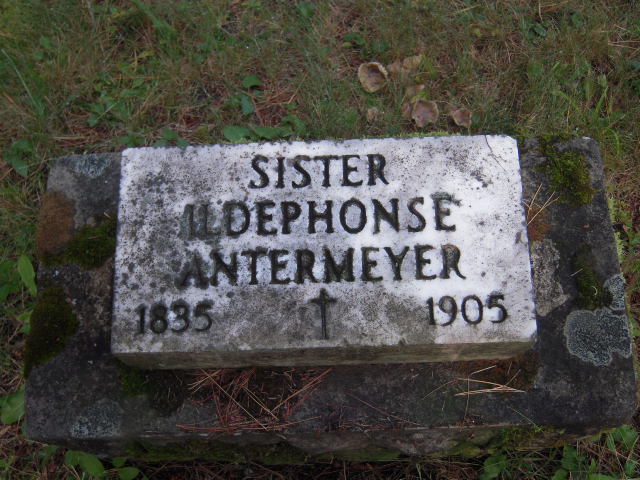 SISTER
ILDEPHONSE
ANTERMEYER
1835 1905